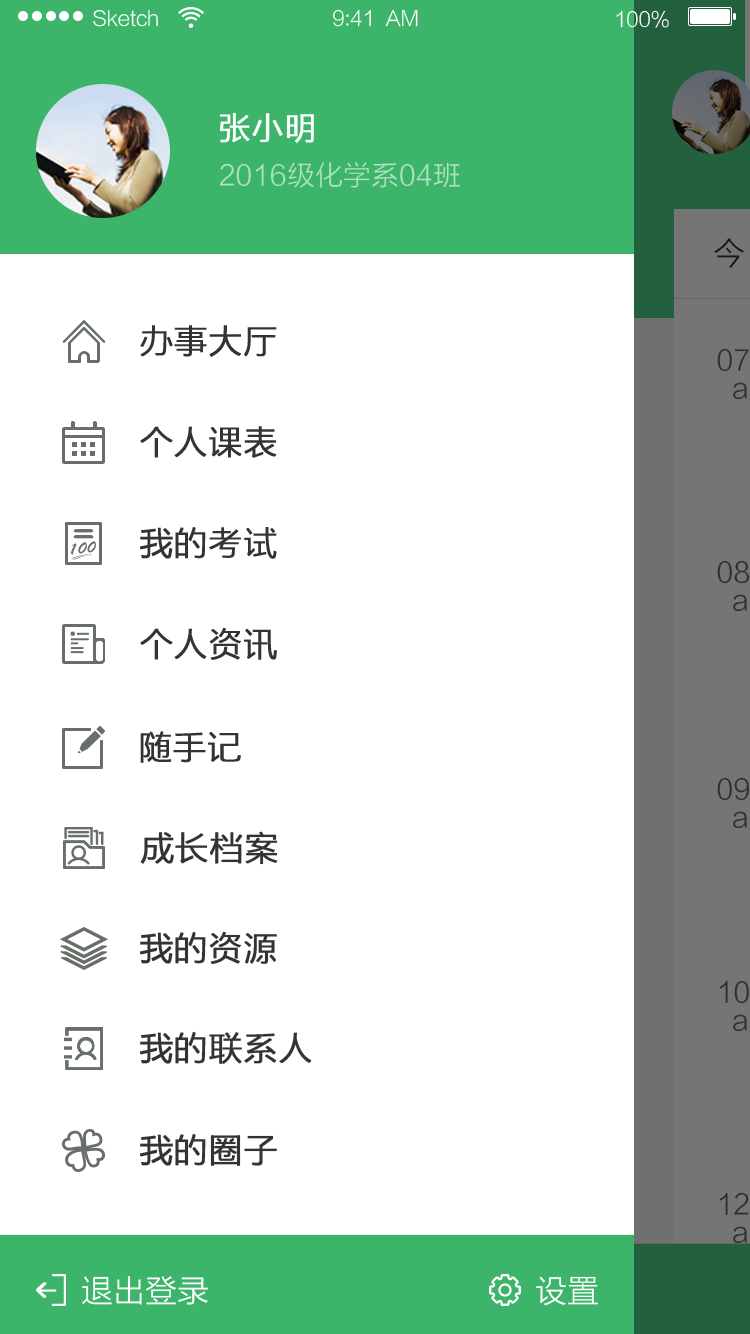 Sketch 9:41 AM 100%
张小明
2016级化学系04班
今
办事大厅
07
a
个人课表
我的考试
08
a
个人资讯
随手记
09
a
成长档案
我的资源
10
a
我的联系人
我的圈子
12
a
退出登录 设置